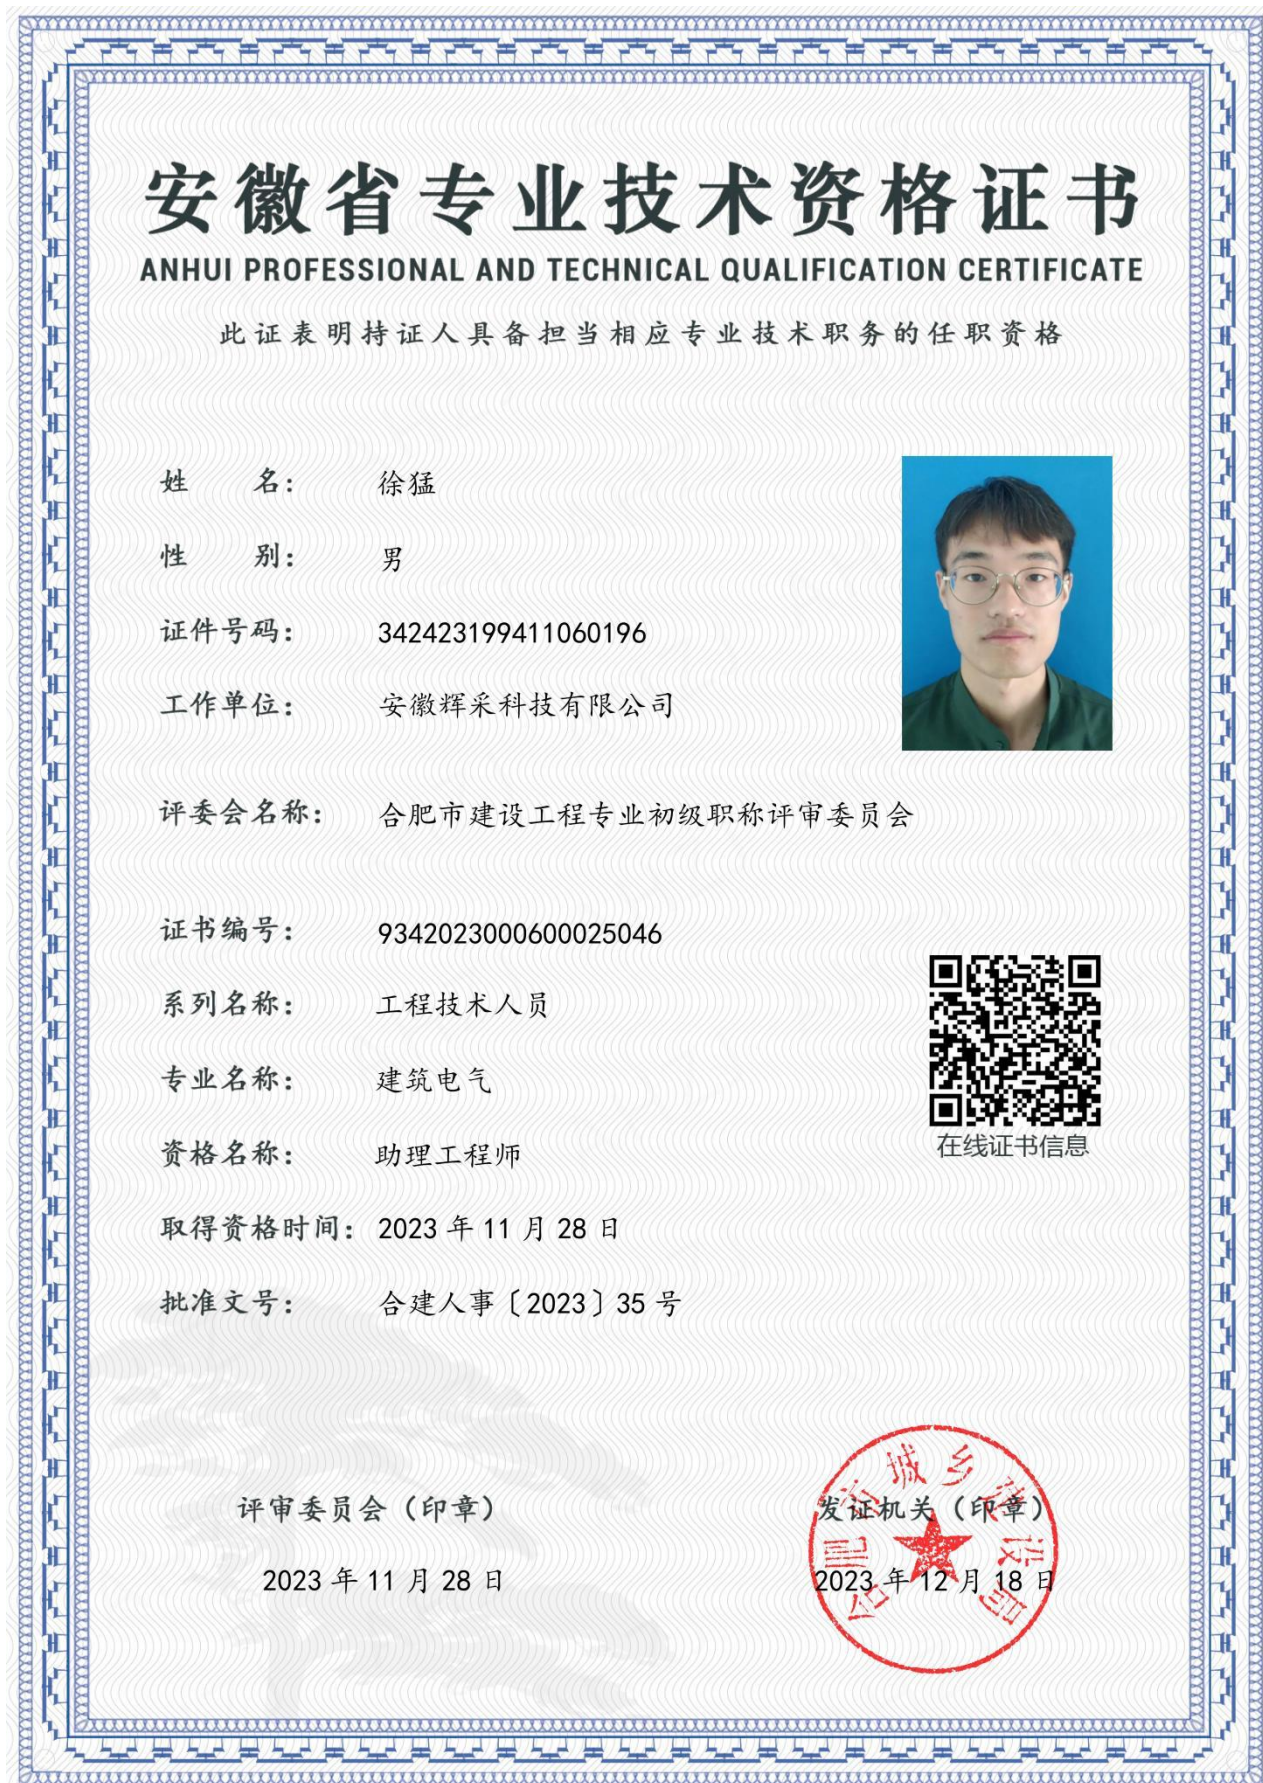 安徽省专业技术资格证书
ANHUI PROFESSIONAL AND TECHNICAL QUALIFICATION CERTIFICATE
此证表明持证人具备担当相应专业技术职务的任职资格
姓 名： 徐猛
性 别： 男
证件号码： 342423199411060196
工作单位： 安徽辉采科技有限公司
评委会名称： 合肥市建设工程专业初级职称评审委员会
证书编号： 9342023000600025046
系列名称： 工程技术人员
专业名称： 建筑电气
在线证书信息
资格名称： 助理工程师
取得资格时间： 2023 年 11 月 28 日
批准文号： 合建人事〔2023〕35 号
评审委员会（印章）
2023 年 11 月 28 日
发证机关（印章）
2023 年 12 月 18 日
合肥市城乡建设局